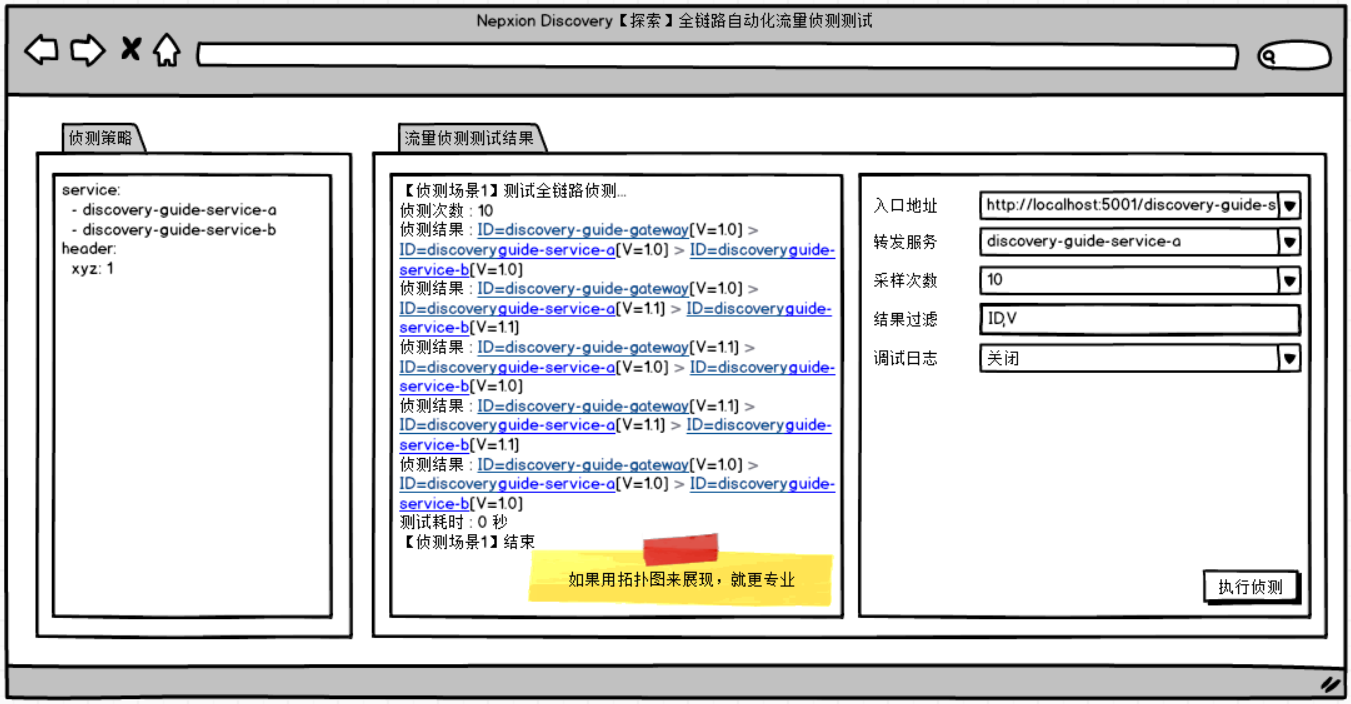 Nepxion Discovery【探索】全链路自动化流量侦测测试
侦测策略
service:
- discovery-guide-service-a
- discovery-guide-service-b
header:
xyz: 1
流量侦测测试结果
【侦测场景1】测试全链路侦测...
侦测次数 : 10
侦测结果 : ID=discovery-guide-gateway[V=1.0] >
ID=discoveryguide-service-a[V=1.0] > ID=discoveryguide-
service-b[V=1.0]
侦测结果 : ID=discovery-guide-gateway[V=1.0] >
ID=discoveryguide-service-a[V=1.1] > ID=discoveryguide-
service-b[V=1.1]
侦测结果 : ID=discovery-guide-gateway[V=1.1] >
ID=discoveryguide-service-a[V=1.0] > ID=discoveryguide-
service-b[V=1.0]
侦测结果 : ID=discovery-guide-gateway[V=1.1] >
ID=discoveryguide-service-a[V=1.1] > ID=discoveryguide-
service-b[V=1.1]
侦测结果 : ID=discovery-guide-gateway[V=1.0] >
ID=discoveryguide-service-a[V=1.0] > ID=discoveryguide-
service-b[V=1.0]
测试耗时 : 0 秒
【侦测场景1】结束
如果用拓扑图来展现，就更专业
入口地址 http://localhost:5001/discovery-guide-s
转发服务 discovery-guide-service-a
采样次数 10
结果过滤 ID,V
调试日志 关闭
执行侦测